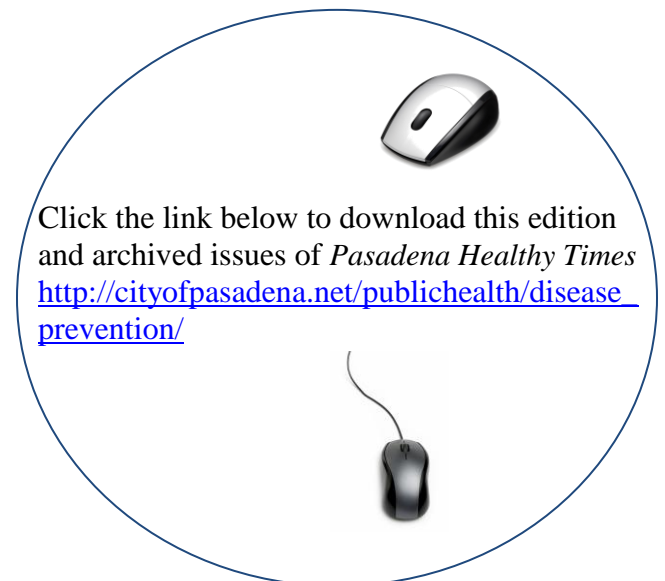 Click the link below to download this edition
and archived issues of Pasadena Healthy Times
http://cityofpasadena.net/publichealth/disease_
prevention/